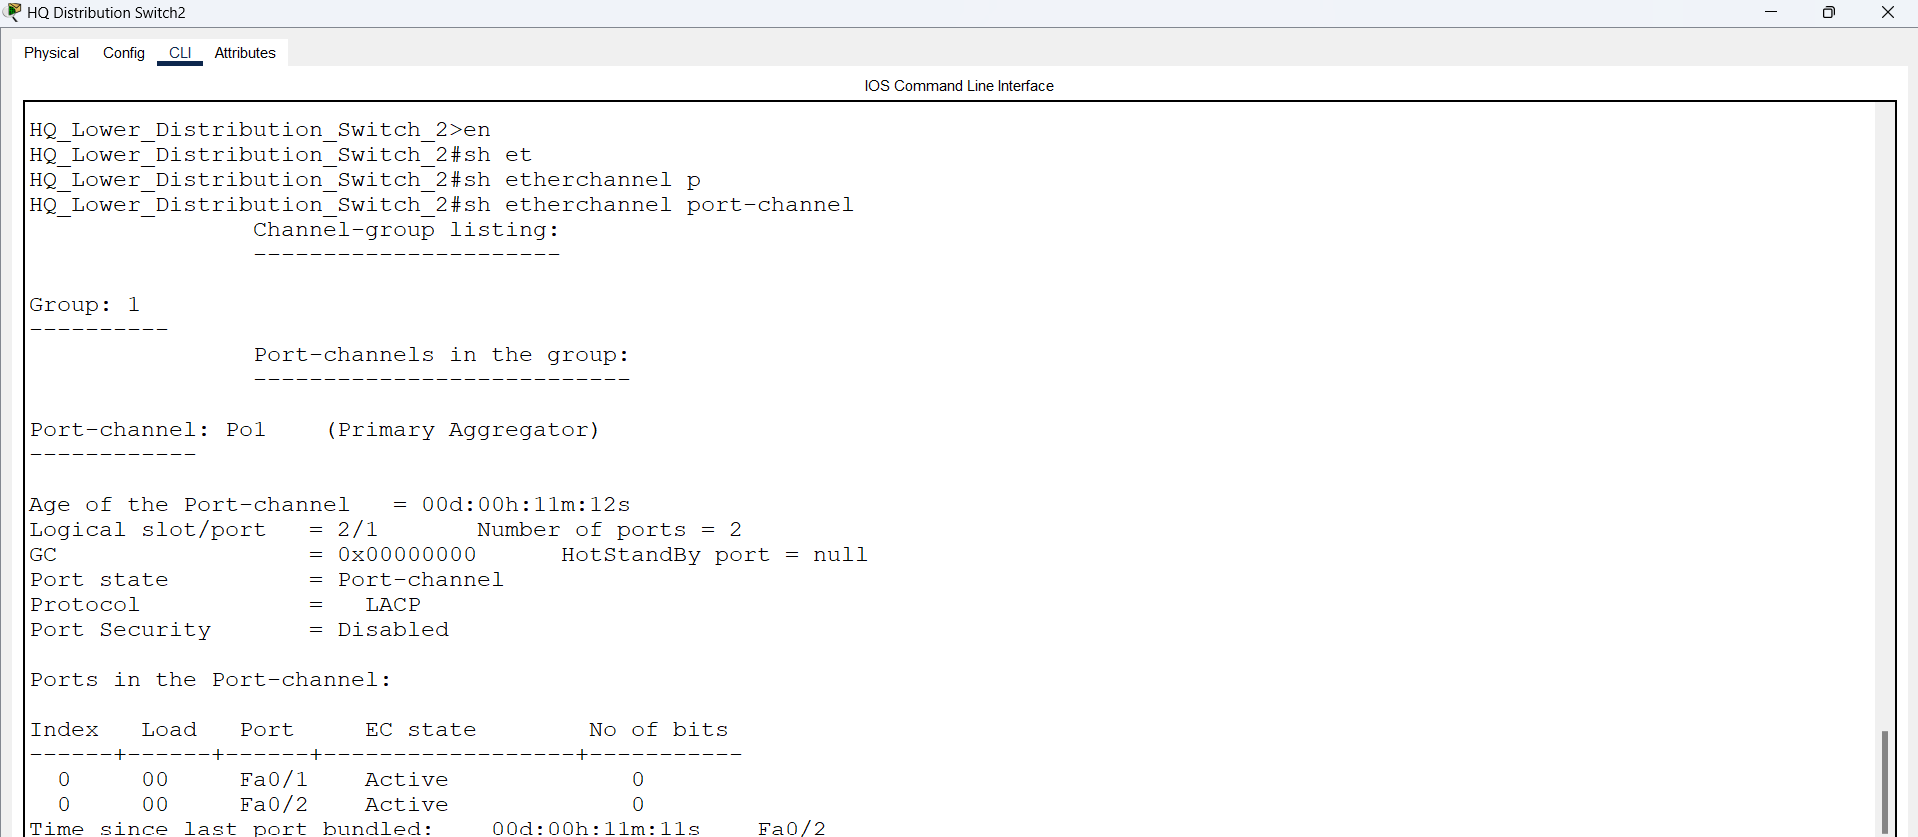 HQ Distribution Switch2
Physical Config CLI Attributes
IOS Command Line Interface
HQ_Lower_Distribution_Switch_2>en
HQ_Lower_Distribution_Switch_2#sh et
HQ_Lower_Distribution_Switch_2#sh etherchannel p
HQ_Lower_Distribution_Switch_2#sh etherchannel port-channel
Channel-group listing:
----------------------
Group: 1
----------
Port-channels in the group:
---------------------------
Port-channel: Po1 (Primary Aggregator)
------------
Age of the Port-channel = 00d:00h:11m:12s
Logical slot/port = 2/1 Number of ports = 2
GC = 0x00000000 HotStandBy port = null
Port state = Port-channel
Protocol = LACP
Port Security = Disabled
Ports in the Port-channel:
Index Load Port EC state No of bits
------+------+------+------------------+-----------
0 00 Fa0/1 Active 0
0 00 Fa0/2 Active 0
Time since last port bundled: 00d:00h:11m:11s Fa0/2